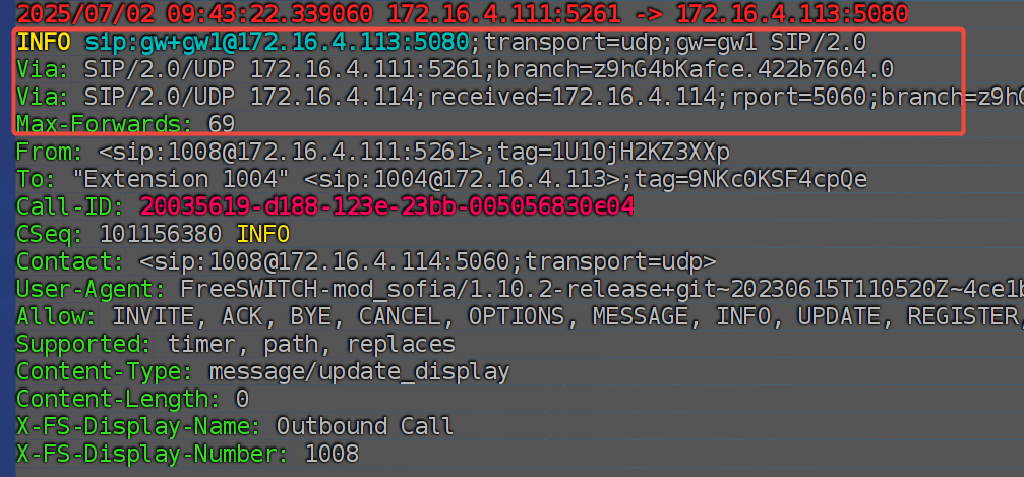 2025/07/02 09:43:22.339060 172.16.4.111:5261 -> 172.16.4.113:5080
INFO sip:gw+gw1@172.16.4.113:5080;transport=udp;gw=gw1 SIP/2.0
Via: SIP/2.0/UDP 172.16.4.111:5261;branch=z9hG4bKafce.422b7604.0
Via: SIP/2.0/UDP 172.16.4.114;received=172.16.4.114;rport=5060;branch=z9hG
Max-Forwards: 69
From: <sip:1008@172.16.4.111:5261>;tag=1U10jH2KZ3XXp
To: "Extension 1004" <sip:1004@172.16.4.113>;tag=9NKc0KSF4cpQe
Call-ID: 20035619-d188-123e-23bb-005056830e04
CSeq: 101156380 INFO
Contact: <sip:1008@172.16.4.114:5060;transport=udp>
User-Agent: FreeSWITCH-mod_sofia/1.10.2-release+git~20230615T110520Z~4ce1b
Allow: INVITE, ACK, BYE, CANCEL, OPTIONS, MESSAGE, INFO, UPDATE, REGISTER,
Supported: timer, path, replaces
Content-Type: message/update_display
Content-Length: 0
X-FS-Display-Name: Outbound Call
X-FS-Display-Number: 1008